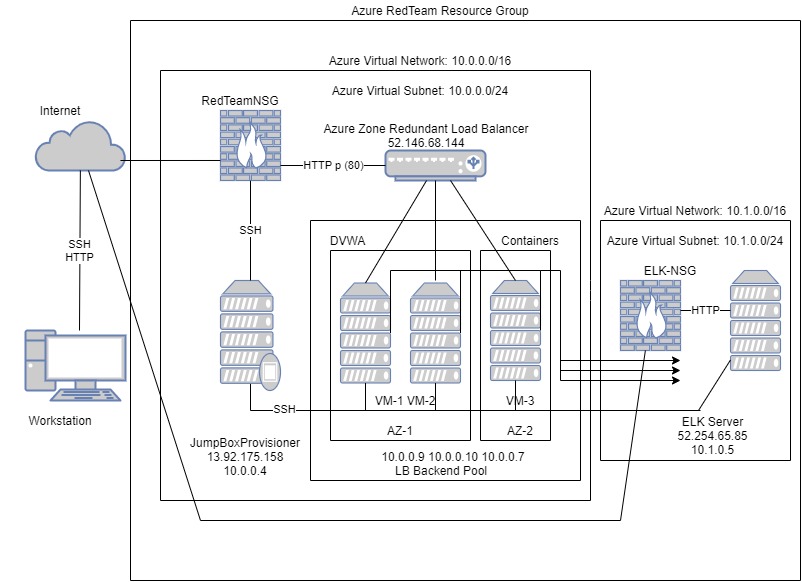 Azure RedTeam Resource Group
Azure Virtual Network: 10.0.0.0/16
Azure Virtual Subnet: 10.0.0.0/24
Internet
RedTeamNSG
Azure Zone Redundant Load Balancer
52.146.68.144
HTTP p (80)
SSH
HTTP
SSH
DVWA
Containers
Azure Virtual Network: 10.1.0.0/16
Azure Virtual Subnet: 10.1.0.0/24
ELK-NSG
HTTP
Workstation
SSH
VM-1 VM-2
VM-3
AZ-1
AZ-2
JumpBoxProvisioner
13.92.175.158
10.0.0.4
10.0.0.9 10.0.0.10 10.0.0.7
LB Backend Pool
ELK Server
52.254.65.85
10.1.0.5